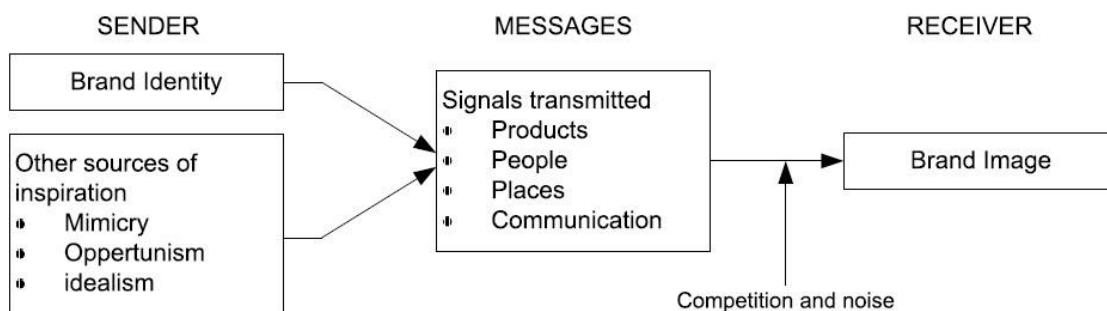 SENDER
MESSAGES
RECEIVER
Brand Identity
Other sources of
inspiration
Mimicry
Oppertunism
idealism
Signals transmitted
Products
People
Places
Communication
Brand Image
Competition and noise